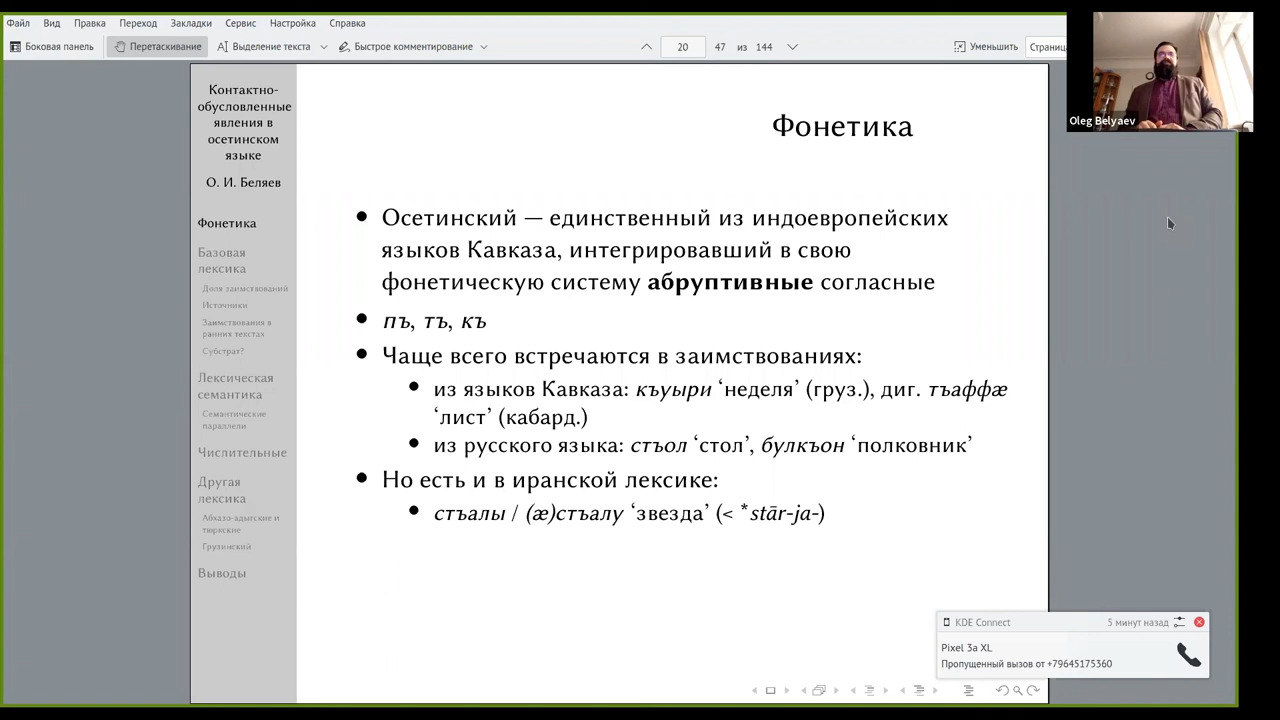 Файл Вид Правка Переход Закладки Сервис Настройка Справка
Боковая панель Перетаскивание Выделение текста Быстрое комментирование 20 47 из 144 Уменьшить Страниц
Oleg Belyaev
Контактно-
обусловленные
явления в
осетинском
языке
О. И. Беляев
Фонетика
Базовая
лексика
Доля заимствований
Источники
Заимствования в
ранних текстах
Субстрат?
Лексическая
семантика
Семантические
параллели
Числительные
Другая
лексика
Абхазо-адыгские и
тюркские
Грузинский
Выводы
Фонетика
• Осетинский — единственный из индоевропейских
языков Кавказа, интегрировавший в свою
фонетическую систему абруптивные согласные
• пъ, тъ, къ
• Чаще всего встречаются в заимствованиях:
• из языков Кавказа: къуыри ‘неделя’ (груз.), диг. тъаффæ
‘лист’ (кабард.)
• из русского языка: стъол ‘стол’, булкъон ‘полковник’
• Но есть и в иранской лексике:
• стъалы / (æ)стъалу ‘звезда’ (< *stār-ja-)
KDE Connect 5 минут назад
Pixel 3a XL
Пропущенный вызов от +79645175360